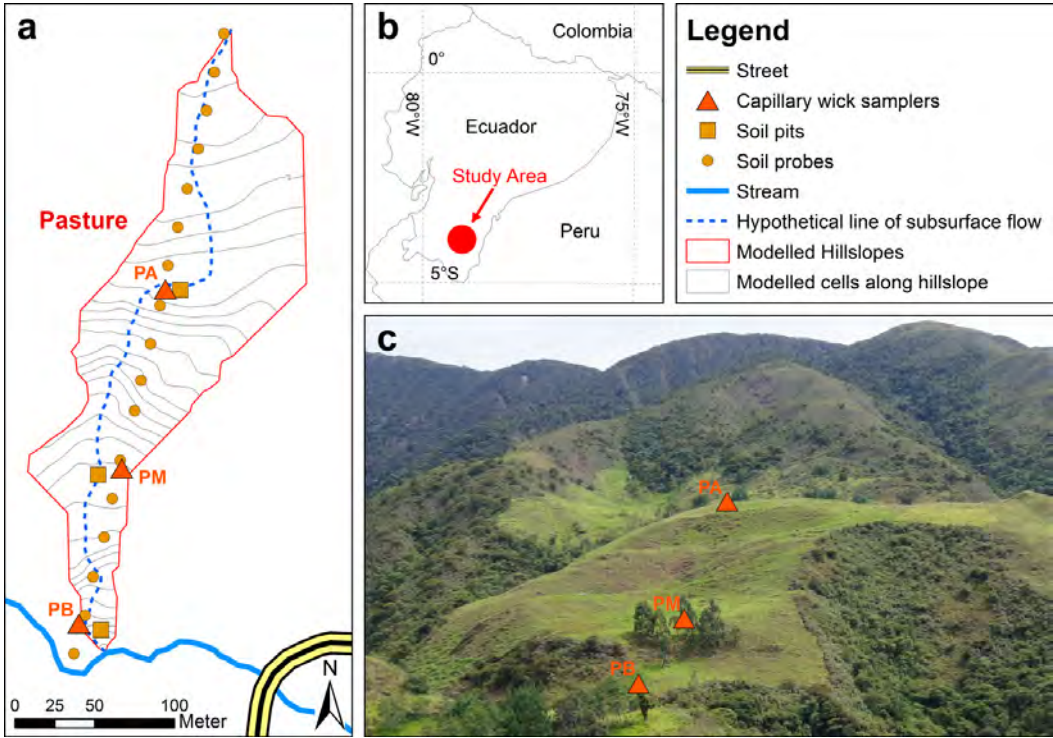 a
Pasture
PA
PM
PB
0 25 50 100
Meter
N
b
Colombia
0°
80°W
75°W
Ecuador
Study Area
Peru
5°S
Legend
Street
Capillary wick samplers
Soil pits
Soil probes
Stream
Hypothetical line of subsurface flow
Modelled Hillslopes
Modelled cells along hillslope
c
PA
PM
PB